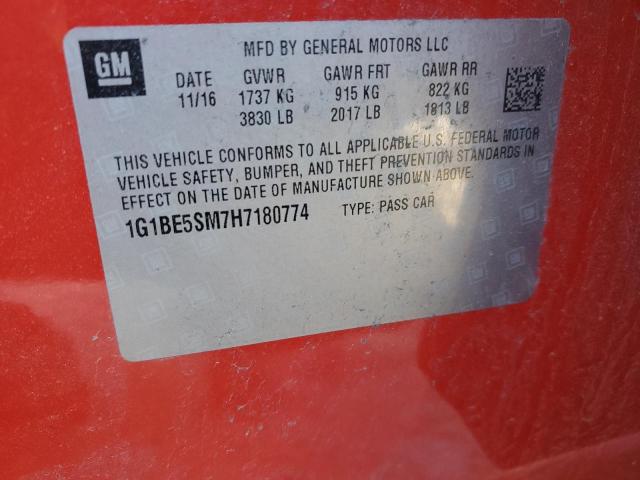 GM
MFD BY GENERAL MOTORS LLC
DATE GVWR GAWR FRT GAWR RR
11/16 1737 KG 915 KG 822 KG
3830 LB 2017 LB 1813 LB
THIS VEHICLE CONFORMS TO ALL APPLICABLE U.S. FEDERAL MOTOR
VEHICLE SAFETY, BUMPER, AND THEFT PREVENTION STANDARDS IN
EFFECT ON THE DATE OF MANUFACTURE SHOWN ABOVE.
1G1BE5SM7H7180774 TYPE: PASS CAR